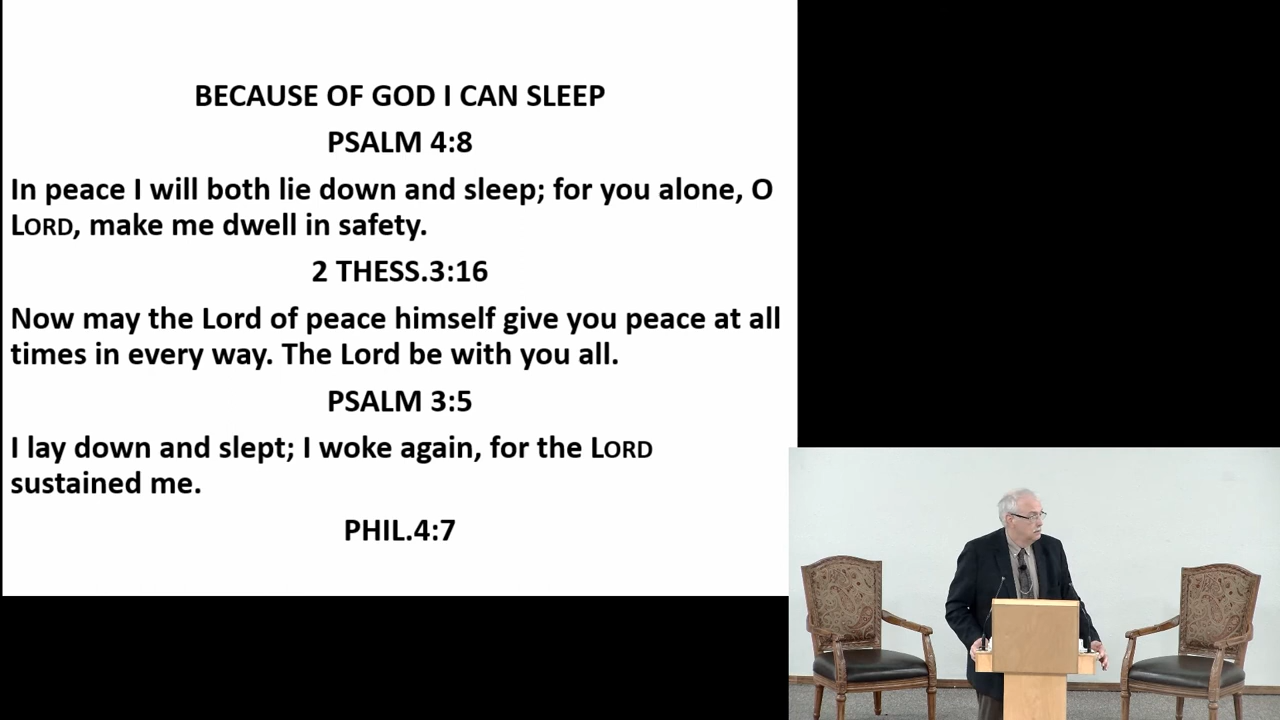 BECAUSE OF GOD I CAN SLEEP
PSALM 4:8
In peace I will both lie down and sleep; for you alone, O
LORD, make me dwell in safety.
2 THESS.3:16
Now may the Lord of peace himself give you peace at all
times in every way. The Lord be with you all.
PSALM 3:5
I lay down and slept; I woke again, for the LORD
sustained me.
PHIL.4:7